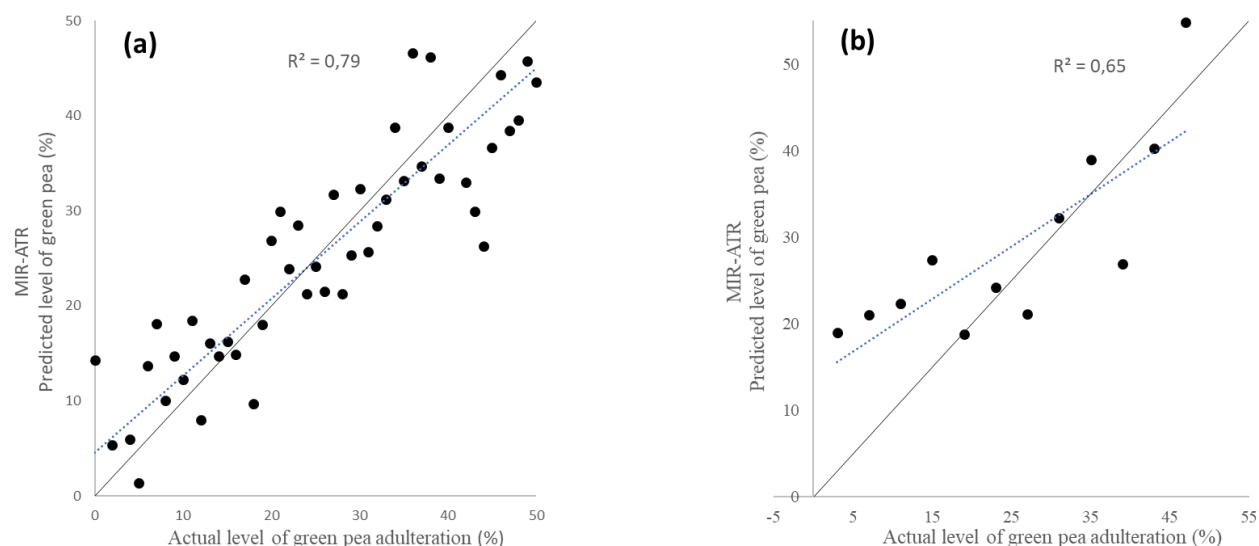 (a)
R² = 0,79
50
40
30
20
10
0
MIR-ATR
Predicted level of green pea (%)
0 10 20 30 40 50
Actual level of green pea adulteration (%)
(b)
R² = 0,65
50
40
30
20
10
0
MIR-ATR
Predicted level of green pea (%)
-5 5 15 25 35 45 55
Actual level of green pea adulteration (%)